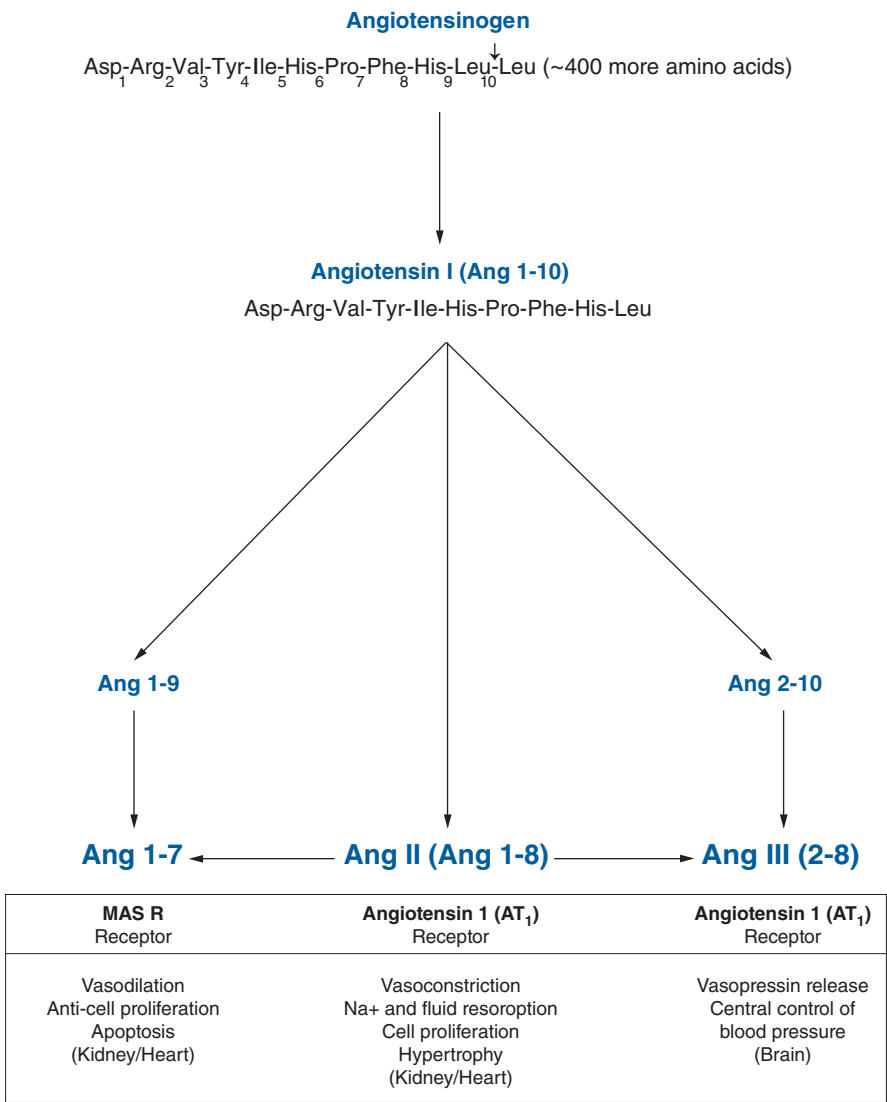 Angiotensinogen
Asp-Arg-Val-Tyr-Ile-His-Pro-Phe-His-Leu-Leu (~400 more amino acids)
1 2 3 4 5 6 7 8 9 10
Angiotensin I (Ang 1-10)
Asp-Arg-Val-Tyr-Ile-His-Pro-Phe-His-Leu
Ang 1-9
Ang 2-10
Ang 1-7
Ang II (Ang 1-8)
Ang III (2-8)
MAS R
Receptor
Vasodilation
Anti-cell proliferation
Apoptosis
(Kidney/Heart)
Angiotensin 1 (AT1)
Receptor
Vasoconstriction
Na+ and fluid resoroption
Cell proliferation
Hypertrophy
(Kidney/Heart)
Angiotensin 1 (AT1)
Receptor
Vasopressin release
Central control of
blood pressure
(Brain)